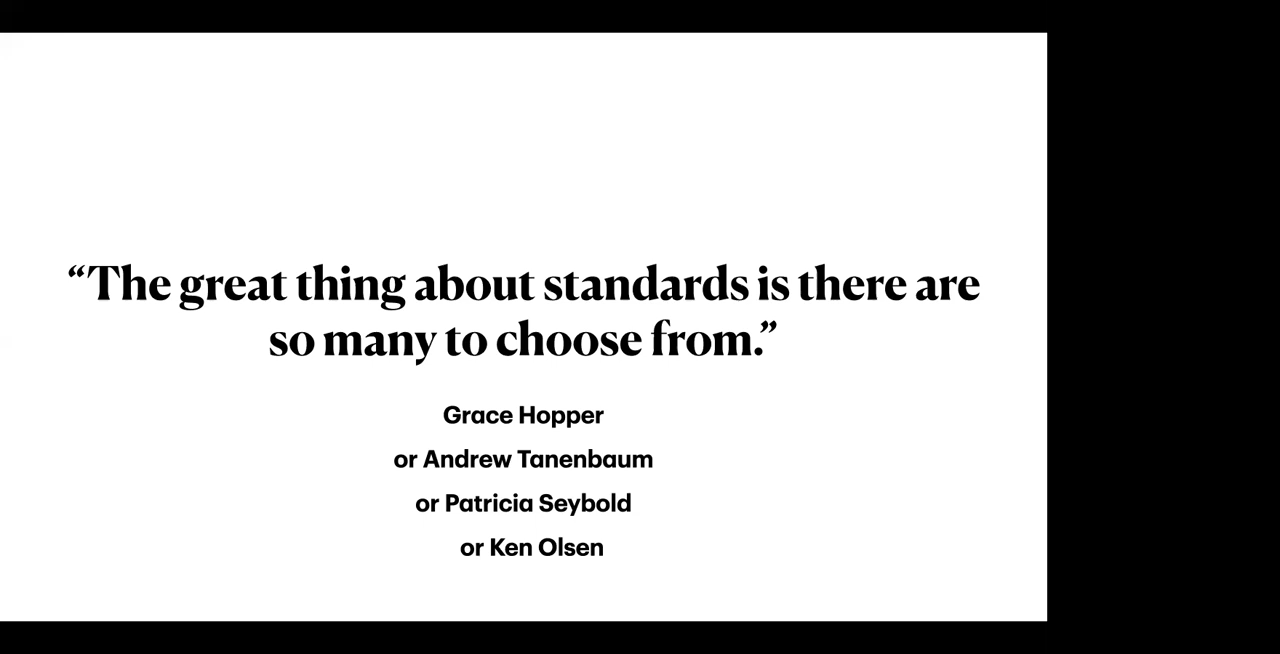 “The great thing about standards is there are
so many to choose from.”
Grace Hopper
or Andrew Tanenbaum
or Patricia Seybold
or Ken Olsen